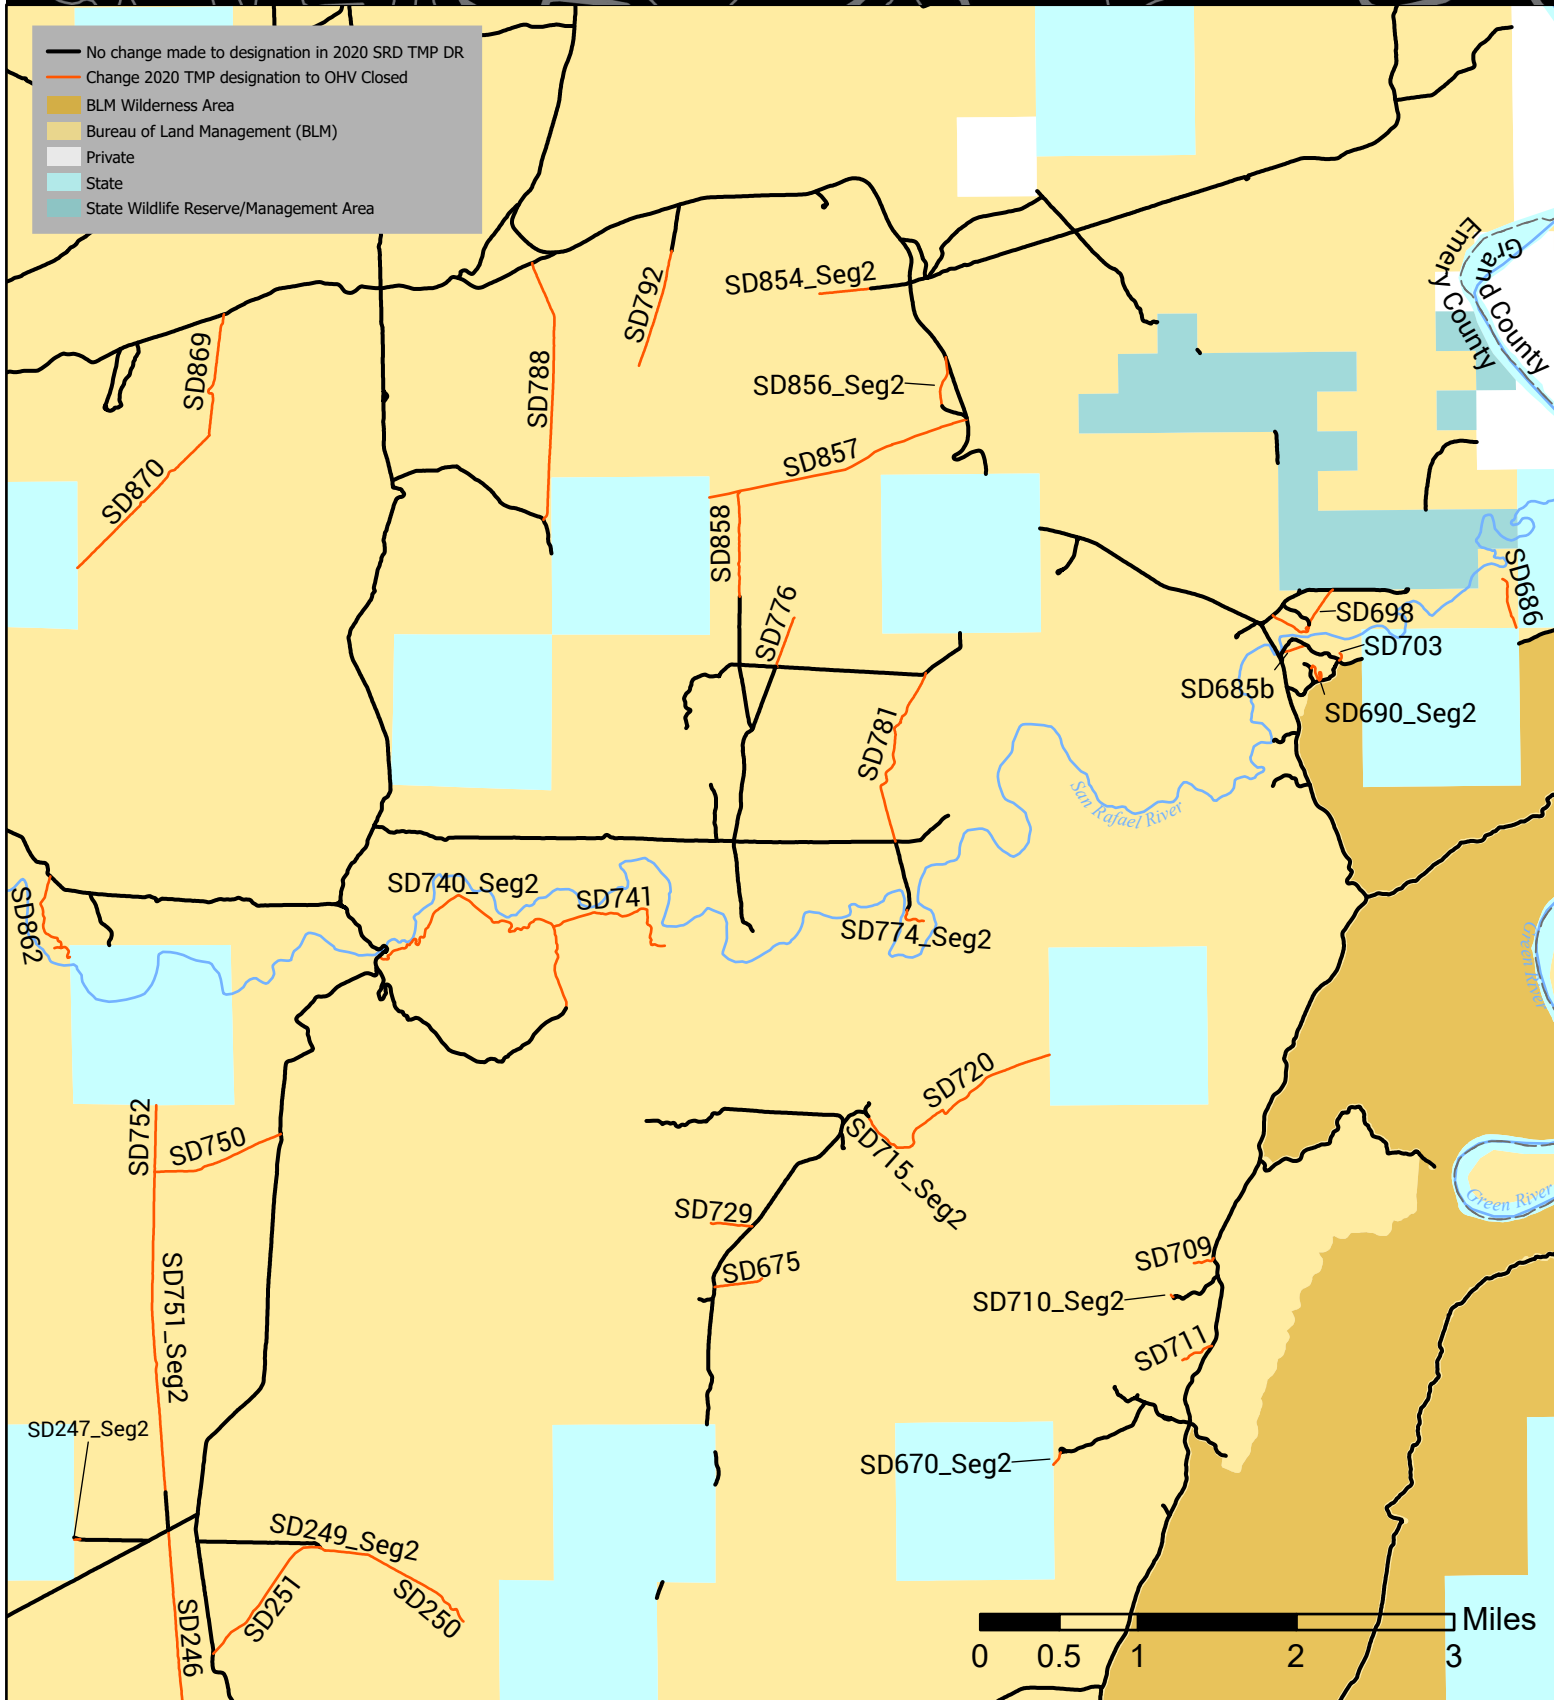 No change made to designation in 2020 SRD TMP DR
Change 2020 TMP designation to OHV Closed
BLM Wilderness Area
Bureau of Land Management (BLM)
Private
State
State Wildlife Reserve/Management Area
Grand County
Emery County
SD792
SD854_Seg2
SD869
SD788
SD856_Seg2
SD857
SD870
SD858
SD776
SD686
SD698
SD703
SD685b
SD690_Seg2
SD781
San Rafael River
SD740_Seg2
SD741
SD862
SD774_Seg2
Green River
SD720
SD752
SD750
SD715_Seg2
Green River
SD729
SD709
SD675
SD710_Seg2
SD751_Seg2
SD711
SD247_Seg2
SD670_Seg2
SD249_Seg2
SD251
SD250
SD246
Miles
0 0.5 1 2 3